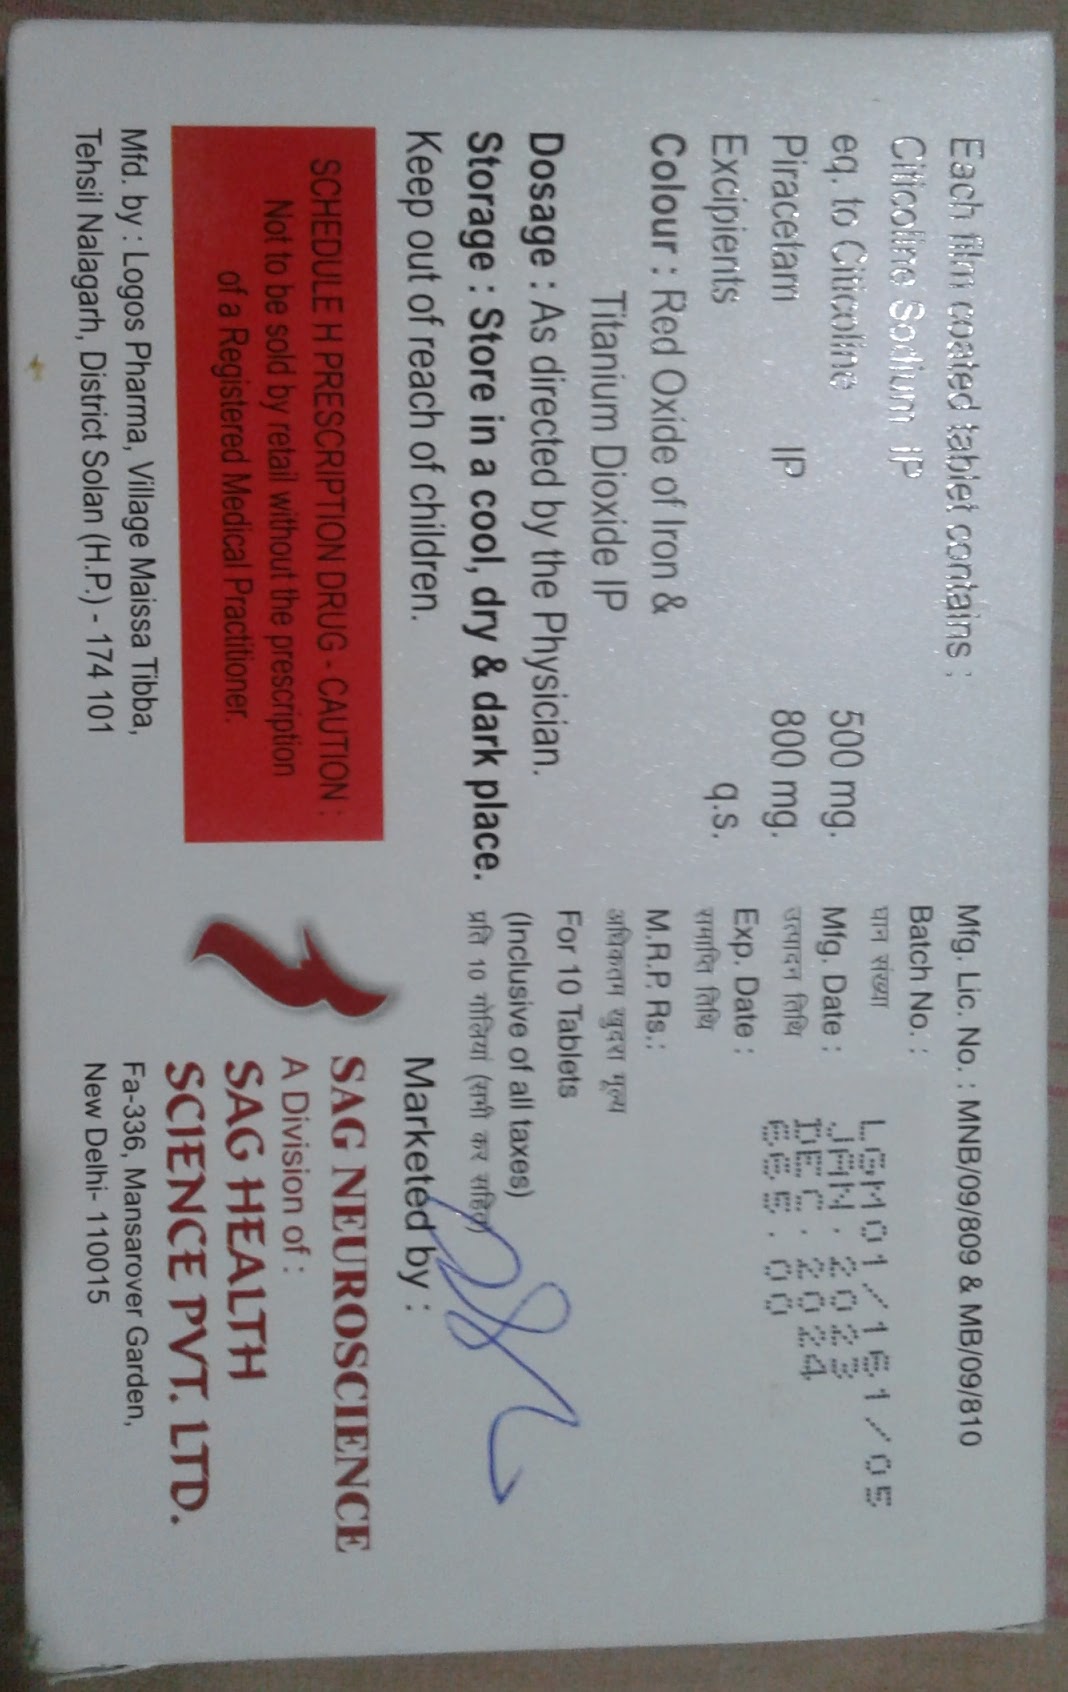 Each film coated tablet contains :
Citicoline Sodium IP
eq. to Citicoline 500 mg.
Piracetam IP 800 mg.
Excipients q.s.
Colour : Red Oxide of Iron &
Titanium Dioxide IP
Dosage : As directed by the Physician.
Storage : Store in a cool, dry & dark place.
Keep out of reach of children.
SCHEDULE H PRESCRIPTION DRUG - CAUTION :
Not to be sold by retail without the prescription
of a Registered Medical Practitioner.
Mfd. by : Logos Pharma, Village Maissa Tibba,
Tehsil Nalagarh, District Solan (H.P.) - 174 101
Mfg. Lic. No. : MNB/09/809 & MB/09/810
Batch No. :
घान संख्या LGM01/161/05
Mfg. Date : JAN. 2023
उत्पादन तिथि DEC. 2024
Exp. Date :
समाप्ति तिथि
M.R.P. Rs.:
अधिकतम खुदरा मूल्य
For 10 Tablets
(Inclusive of all taxes)
प्रति 10 गोलियां (सभी कर सहित)
Marketed by :
SAG NEUROSCIENCE
A Division of :
SAG HEALTH
SCIENCE PVT. LTD.
Fa-336, Mansarover Garden,
New Delhi- 110015